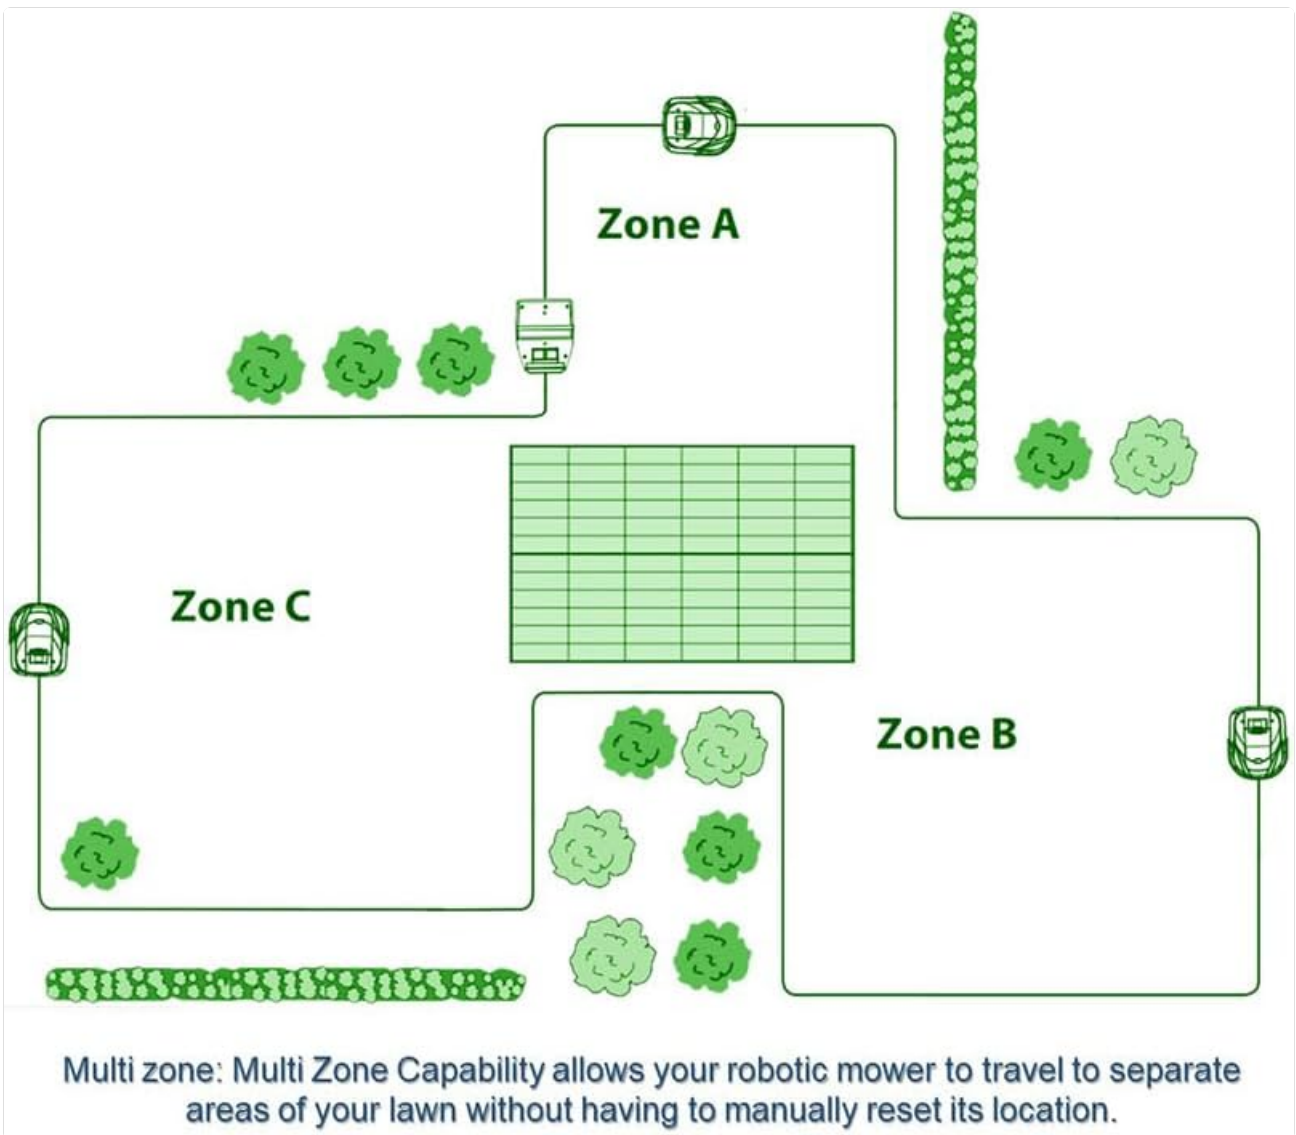 Zone A
Zone C
Zone B
Multi zone: Multi Zone Capability allows your robotic mower to travel to separate
areas of your lawn without having to manually reset its location.